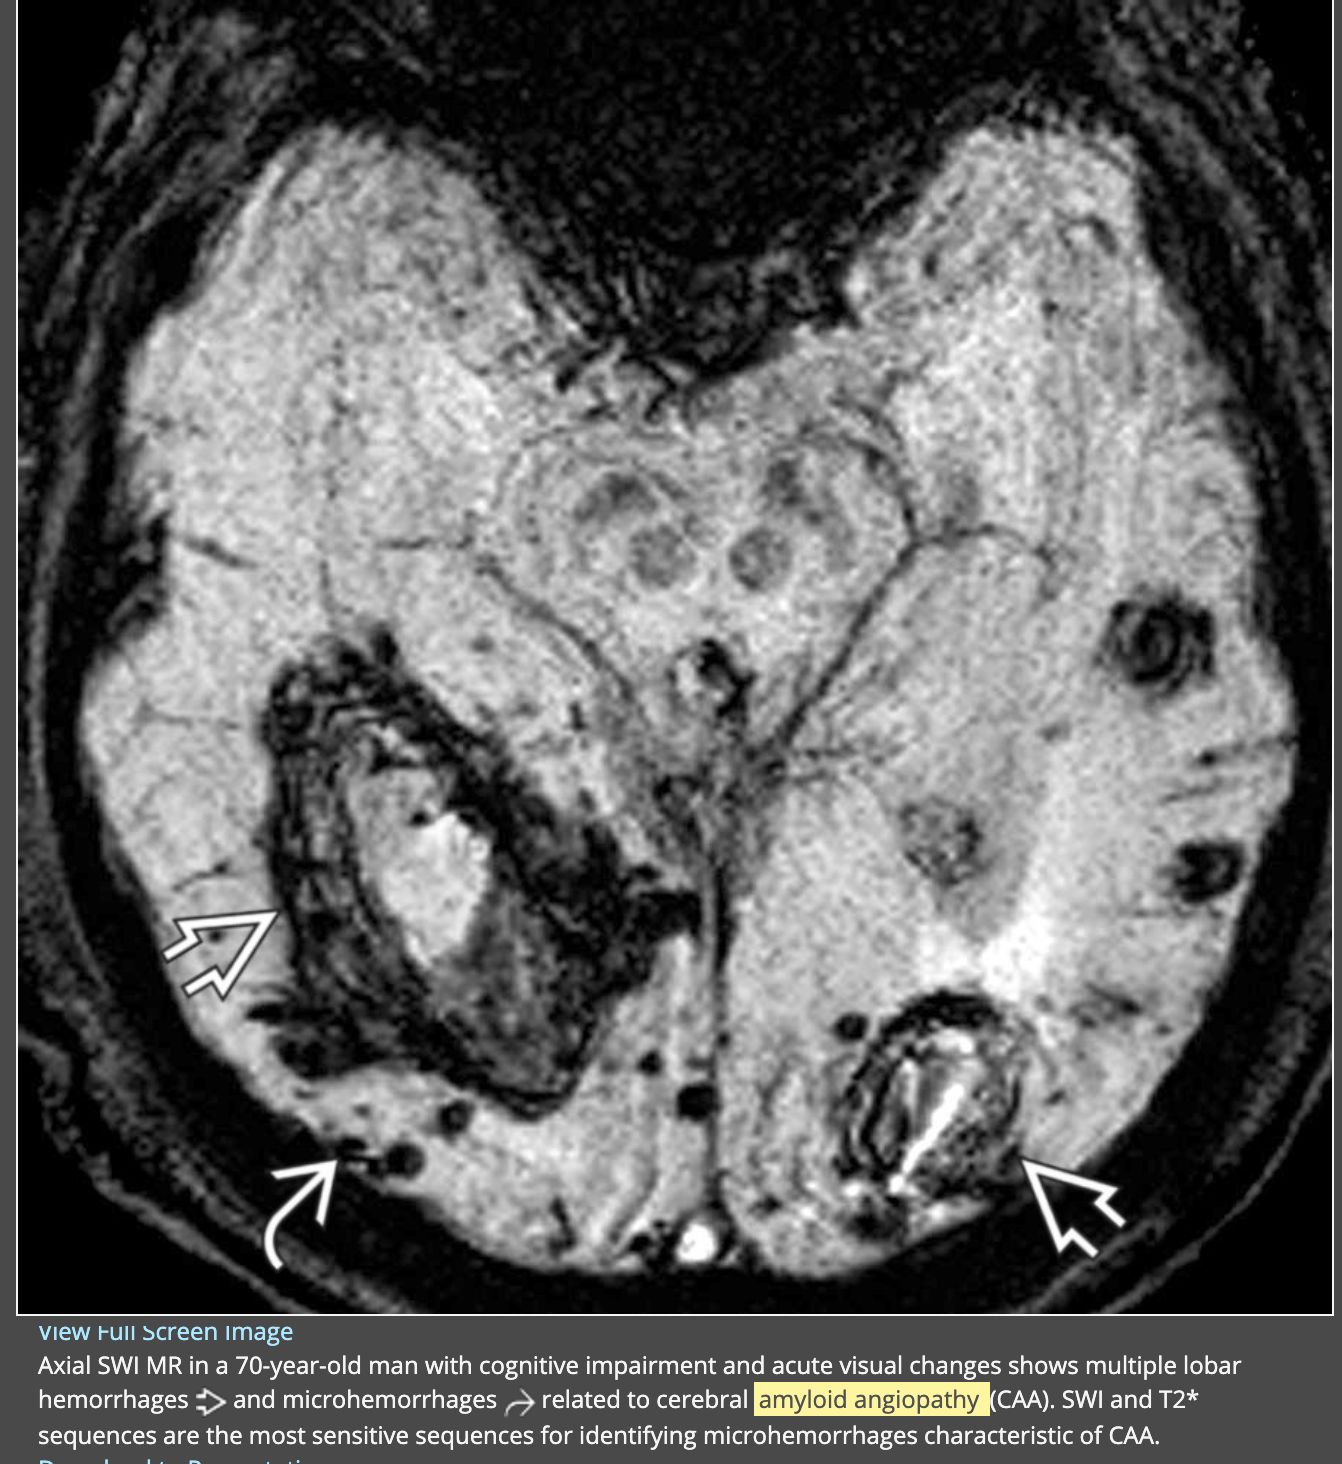 View Full Screen Image
Axial SWI MR in a 70-year-old man with cognitive impairment and acute visual changes shows multiple lobar
hemorrhages and microhemorrhages related to cerebral amyloid angiopathy (CAA). SWI and T2*
sequences are the most sensitive sequences for identifying microhemorrhages characteristic of CAA.